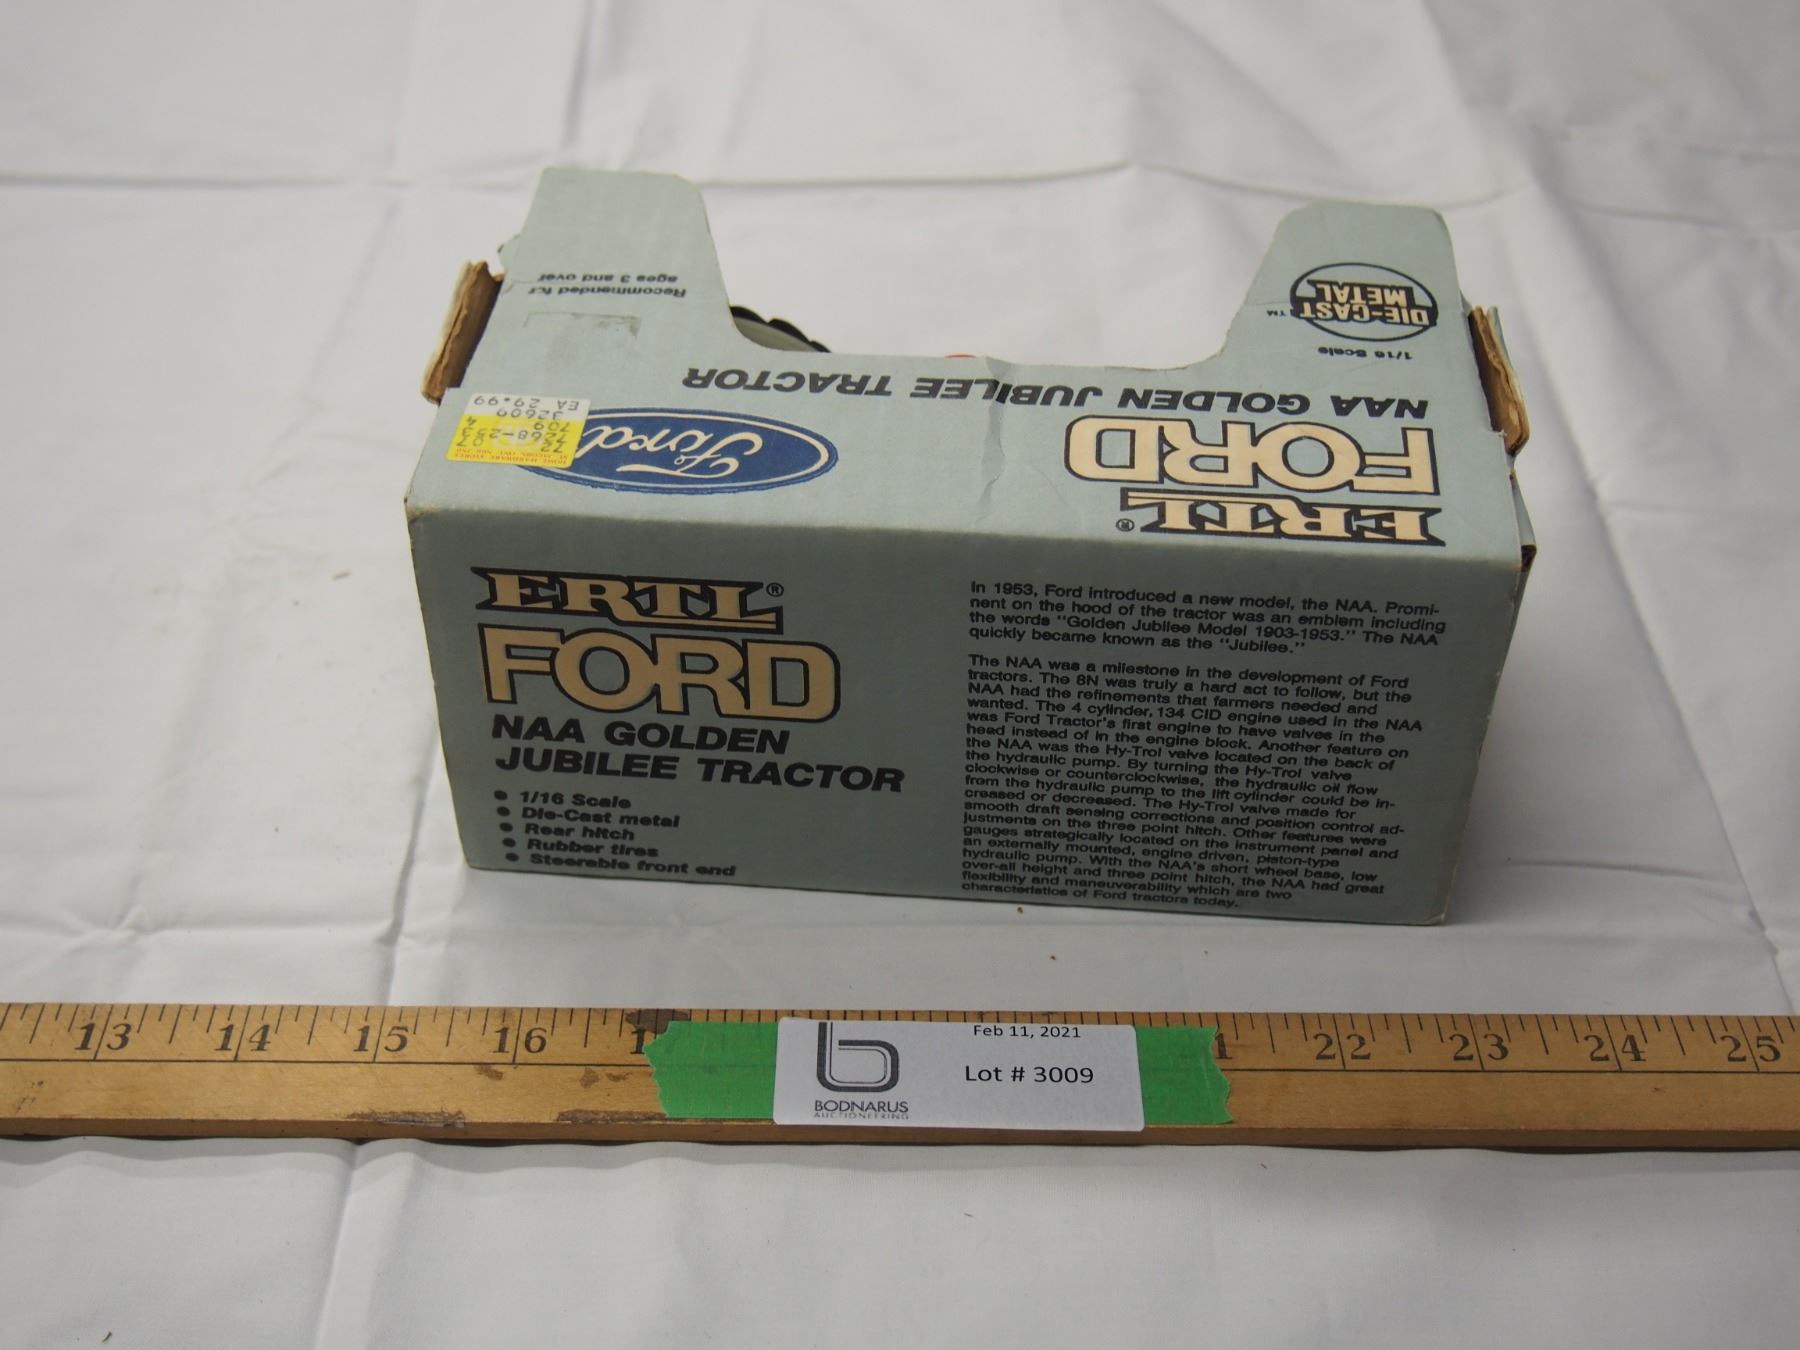 Recommended for
ages 3 and over
DIE-CAST
METAL
TM
1/16 Scale
NAA GOLDEN JUBILEE TRACTOR
FORD
ERTL®
Ford
HOME HARDWARE STORES
72
7268-2
709 4
32609
EA 29.99
ERTL®
FORD
NAA GOLDEN
JUBILEE TRACTOR
• 1/16 Scale
• Die-Cast metal
• Rear hitch
• Rubber tires
• Steerable front end
In 1953, Ford introduced a new model, the NAA. Promi-
nent on the hood of the tractor was an emblem including
the words "Golden Jubilee Model 1903-1953." The NAA
quickly became known as the "Jubilee."
The NAA was a milestone in the development of Ford
tractors. The 8N was truly a hard act to follow, but the
NAA had the refinements that farmers needed and
wanted. The 4 cylinder, 134 CID engine used in the NAA
was Ford Tractor's first engine to have valves in the
head instead of in the engine block. Another feature on
the NAA was the Hy-Trol valve located on the back of
the hydraulic pump. By turning the Hy-Trol valve
clockwise or counterclockwise, the hydraulic oil flow
from the hydraulic pump to the lift cylinder could be in-
creased or decreased. The Hy-Trol valve made for
smooth draft sensing corrections and position control ad-
justments on the three point hitch. Other features were
gauges strategically located on the instrument panel and
an externally mounted, engine driven, piston-type
hydraulic pump. With the NAA's short wheel base, low
over-all height and three point hitch, the NAA had great
flexibility and maneuverability which are two
characteristics of Ford tractors today.
13 14 15 16 1 1 22 23 24 25
Feb 11, 2021
Lot # 3009
BODNARUS
AUCTIONEERING